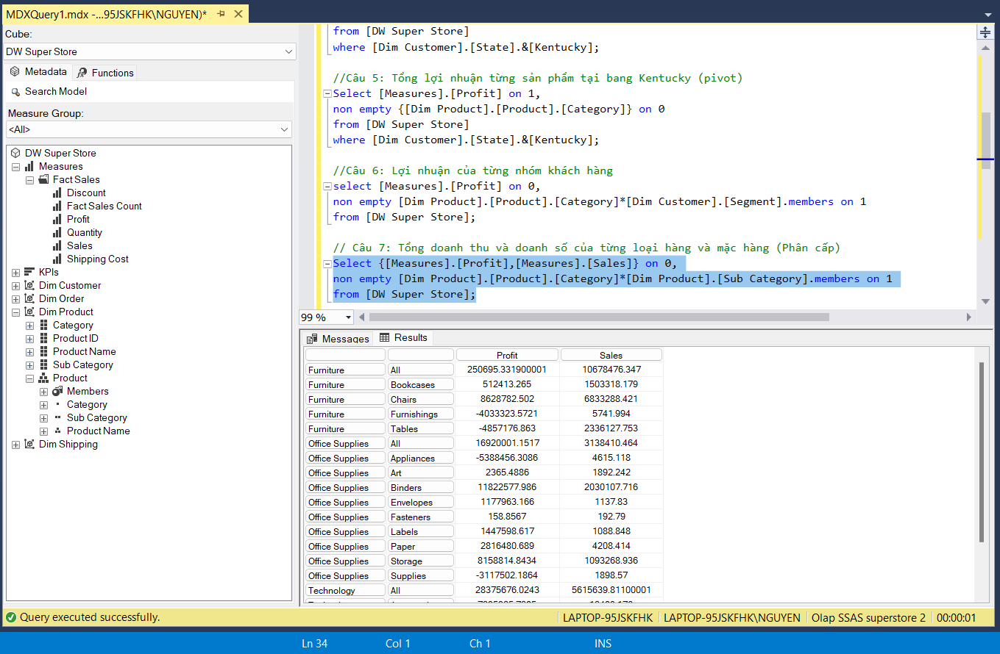 MDXQuery1.mdx -...95JSKFHK\NGUYEN)*
Cube:
DW Super Store
Metadata Functions
Search Model
Measure Group:
<All>
DW Super Store
Measures
Fact Sales
Discount
Fact Sales Count
Profit
Quantity
Sales
Shipping Cost
KPIs
Dim Customer
Dim Order
Dim Product
Category
Product ID
Product Name
Sub Category
Product
Members
Category
Sub Category
Product Name
Dim Shipping
from [DW Super Store]
where [Dim Customer].[State].&[Kentucky];
//Câu 5: Tổng lợi nhuận từng sản phẩm tại bang Kentucky (pivot)
Select [Measures].[Profit] on 1,
non empty {[Dim Product].[Product].[Category]} on 0
from [DW Super Store]
where [Dim Customer].[State].&[Kentucky];
//Câu 6: Lợi nhuận của từng nhóm khách hàng
select [Measures].[Profit] on 0,
non empty [Dim Product].[Product].[Category]*[Dim Customer].[Segment].members on 1
from [DW Super Store];
// Câu 7: Tổng doanh thu và doanh số của từng loại hàng và mặc hàng (Phân cấp)
Select {[Measures].[Profit],[Measures].[Sales]} on 0,
non empty [Dim Product].[Product].[Category]*[Dim Product].[Sub Category].members on 1
from [DW Super Store];
99 %
Messages Results
Profit Sales
Furniture All 250695.331900001 10678476.347
Furniture Bookcases 512413.265 1503318.179
Furniture Chairs 8628782.502 6833288.421
Furniture Furnishings -4033323.5721 5741.994
Furniture Tables -4857176.863 2336127.753
Office Supplies All 16920001.1517 3138410.464
Office Supplies Appliances -5388456.3086 4615.118
Office Supplies Art 2365.4886 1892.242
Office Supplies Binders 11822577.986 2030107.716
Office Supplies Envelopes 1177963.166 1137.83
Office Supplies Fasteners 158.8567 192.79
Office Supplies Labels 1447598.617 1088.848
Office Supplies Paper 2816480.689 4208.414
Office Supplies Storage 8158814.8434 1093268.936
Office Supplies Supplies -3117502.1864 1898.57
Technology All 28375676.0243 5615639.81100001
Query executed successfully. LAPTOP-95JSKFHK LAPTOP-95JSKFHK\NGUYEN Olap SSAS superstore 2 00:00:01
Ln 34 Col 1 Ch 1 INS